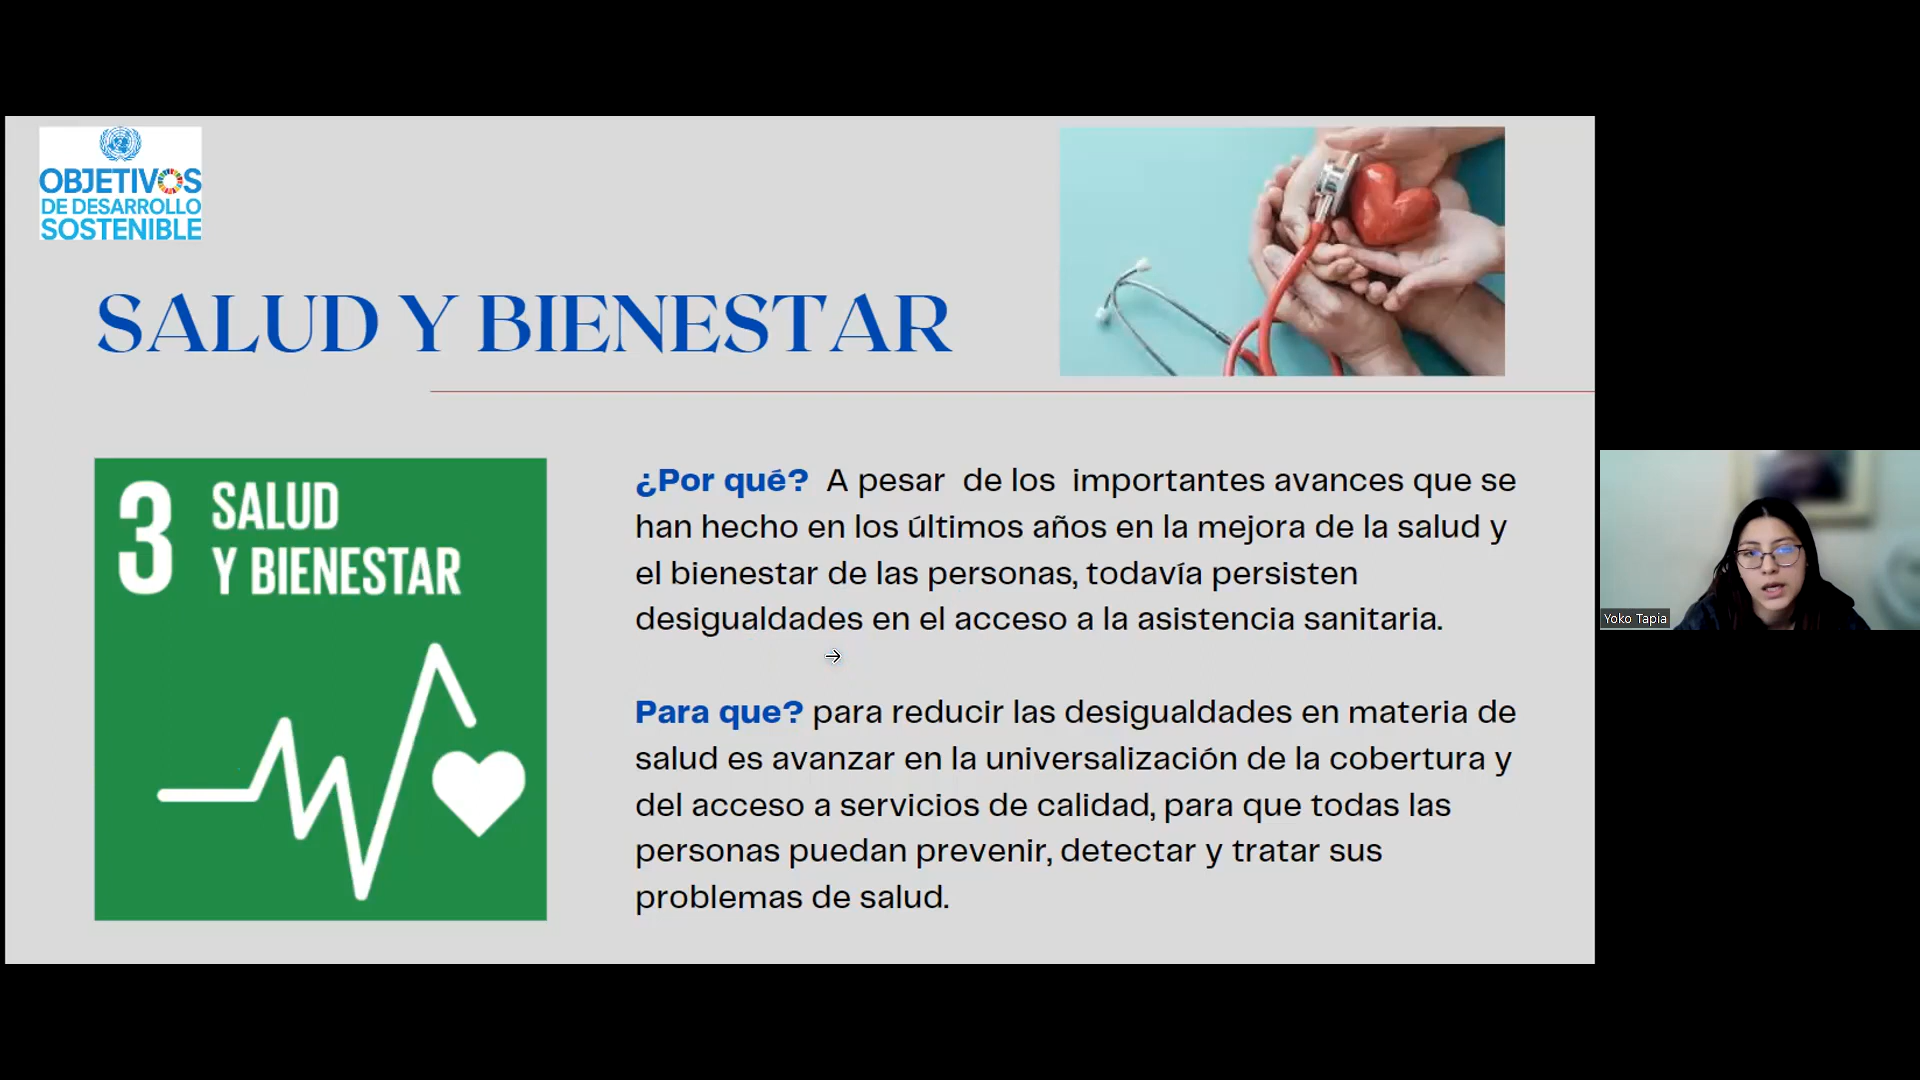 OBJETIVOS
DE DESARROLLO
SOSTENIBLE
SALUD Y BIENESTAR
3 SALUD
Y BIENESTAR
¿Por qué? A pesar de los importantes avances que se
han hecho en los últimos años en la mejora de la salud y
el bienestar de las personas, todavía persisten
desigualdades en el acceso a la asistencia sanitaria.
Para que? para reducir las desigualdades en materia de
salud es avanzar en la universalización de la cobertura y
del acceso a servicios de calidad, para que todas las
personas puedan prevenir, detectar y tratar sus
problemas de salud.
Yoko Tapia